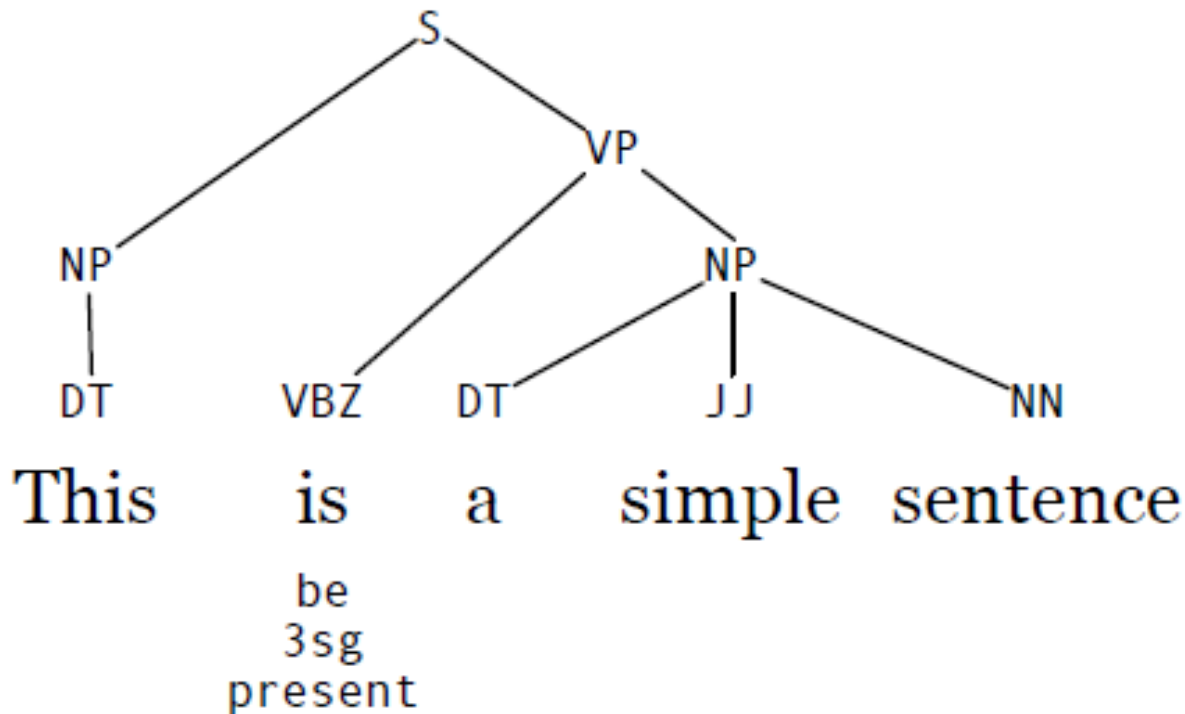 S
VP
NP NP
DT VBZ DT JJ NN
This is a simple sentence
be
3sg
present